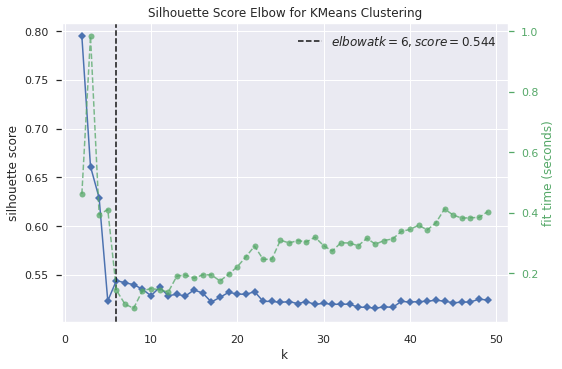 Silhouette Score Elbow for KMeans Clustering
elbowatk = 6, score = 0.544
silhouette score
0.80
0.75
0.70
0.65
0.60
0.55
fit time (seconds)
1.0
0.8
0.6
0.4
0.2
0 10 20 30 40 50
k